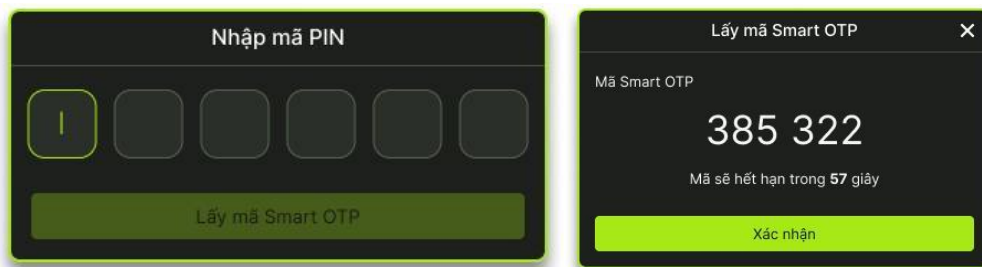 Nhập mã PIN
Lấy mã Smart OTP
Lấy mã Smart OTP
Mã Smart OTP
385 322
Mã sẽ hết hạn trong 57 giây
Xác nhận